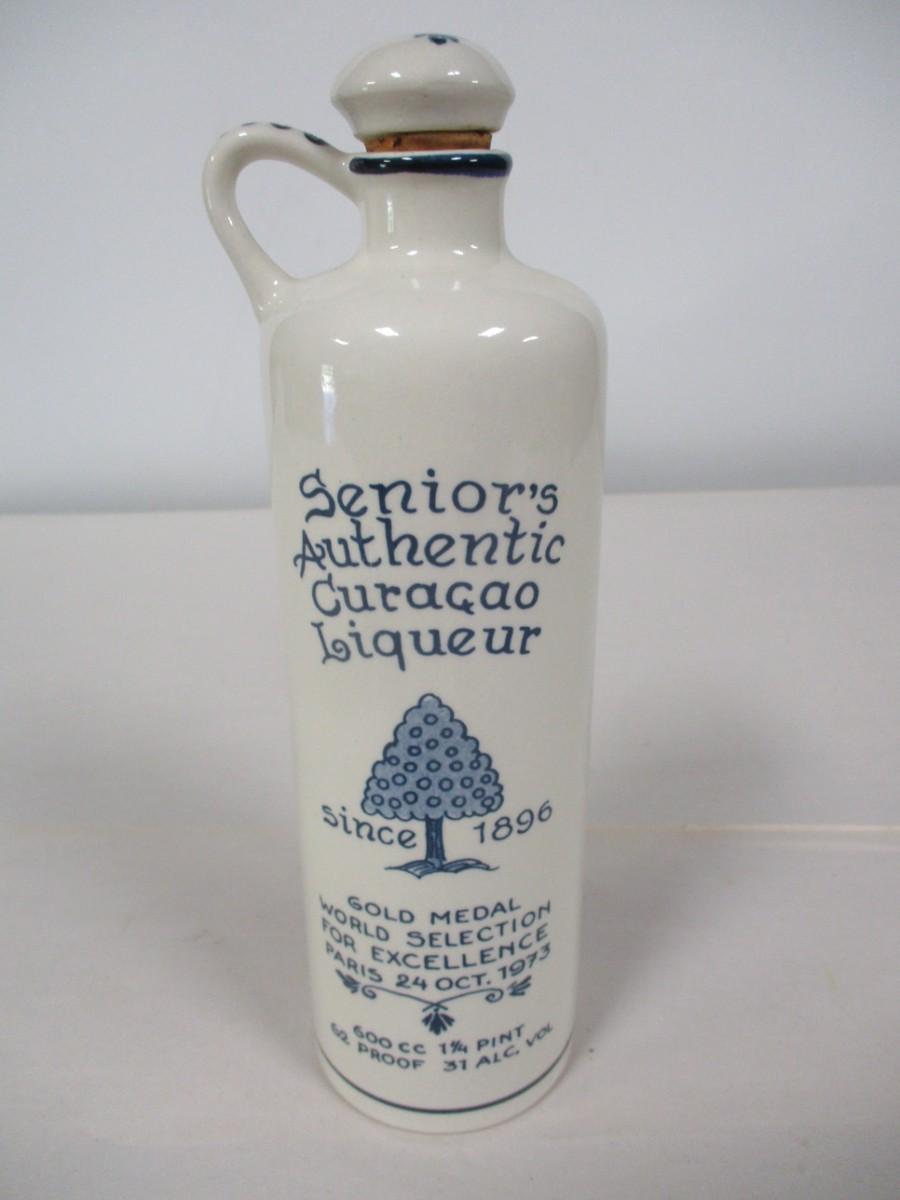 Senior's
Authentic
Curaçao
Liqueur
since 1896
GOLD MEDAL
WORLD SELECTION
FOR EXCELLENCE
PARIS 24 OCT. 1973
600 CC 1¼ PINT
62 PROOF 31 ALC. VOL